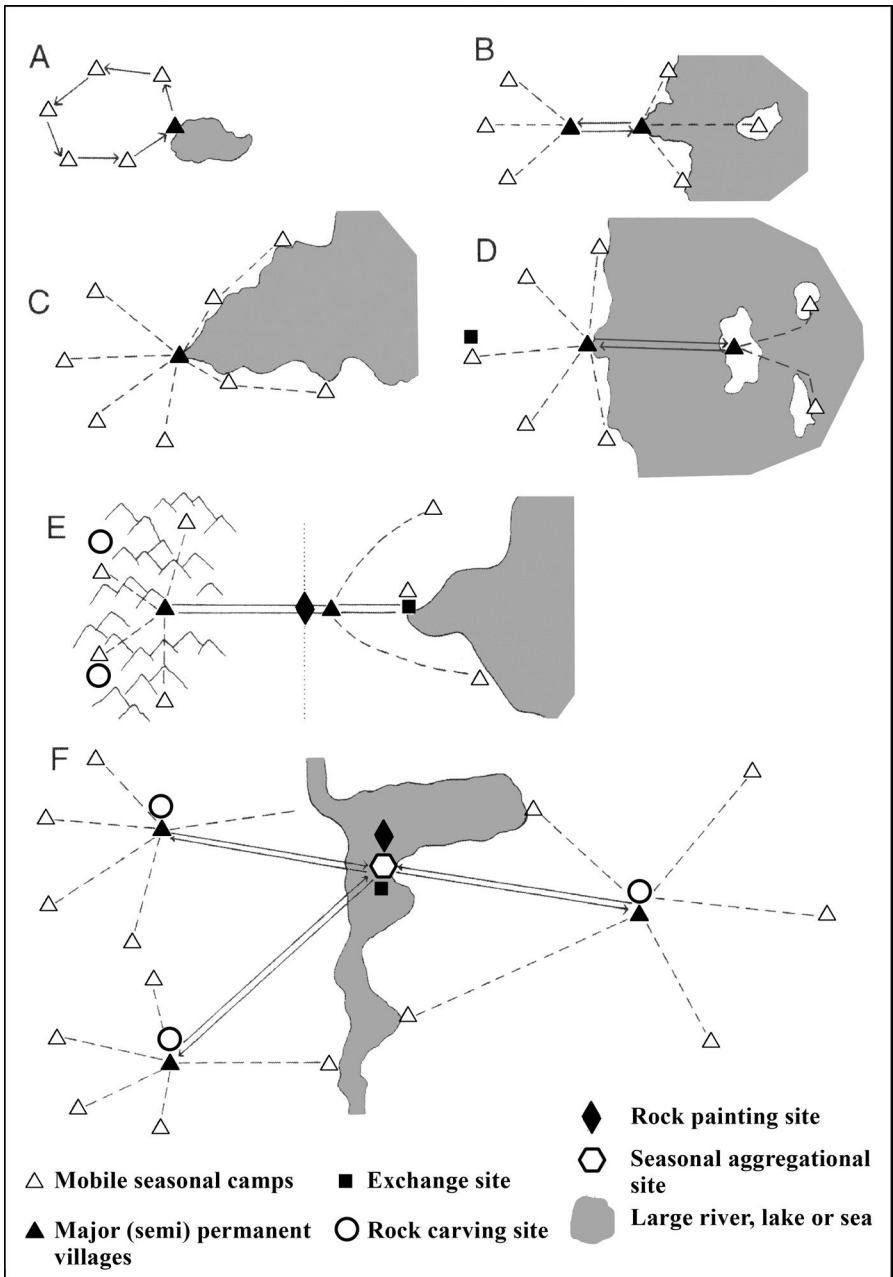 A
B
C
D
E
F
Rock painting site
Seasonal aggregational
site
Large river, lake or sea
Mobile seasonal camps
Exchange site
Major (semi) permanent
villages
Rock carving site